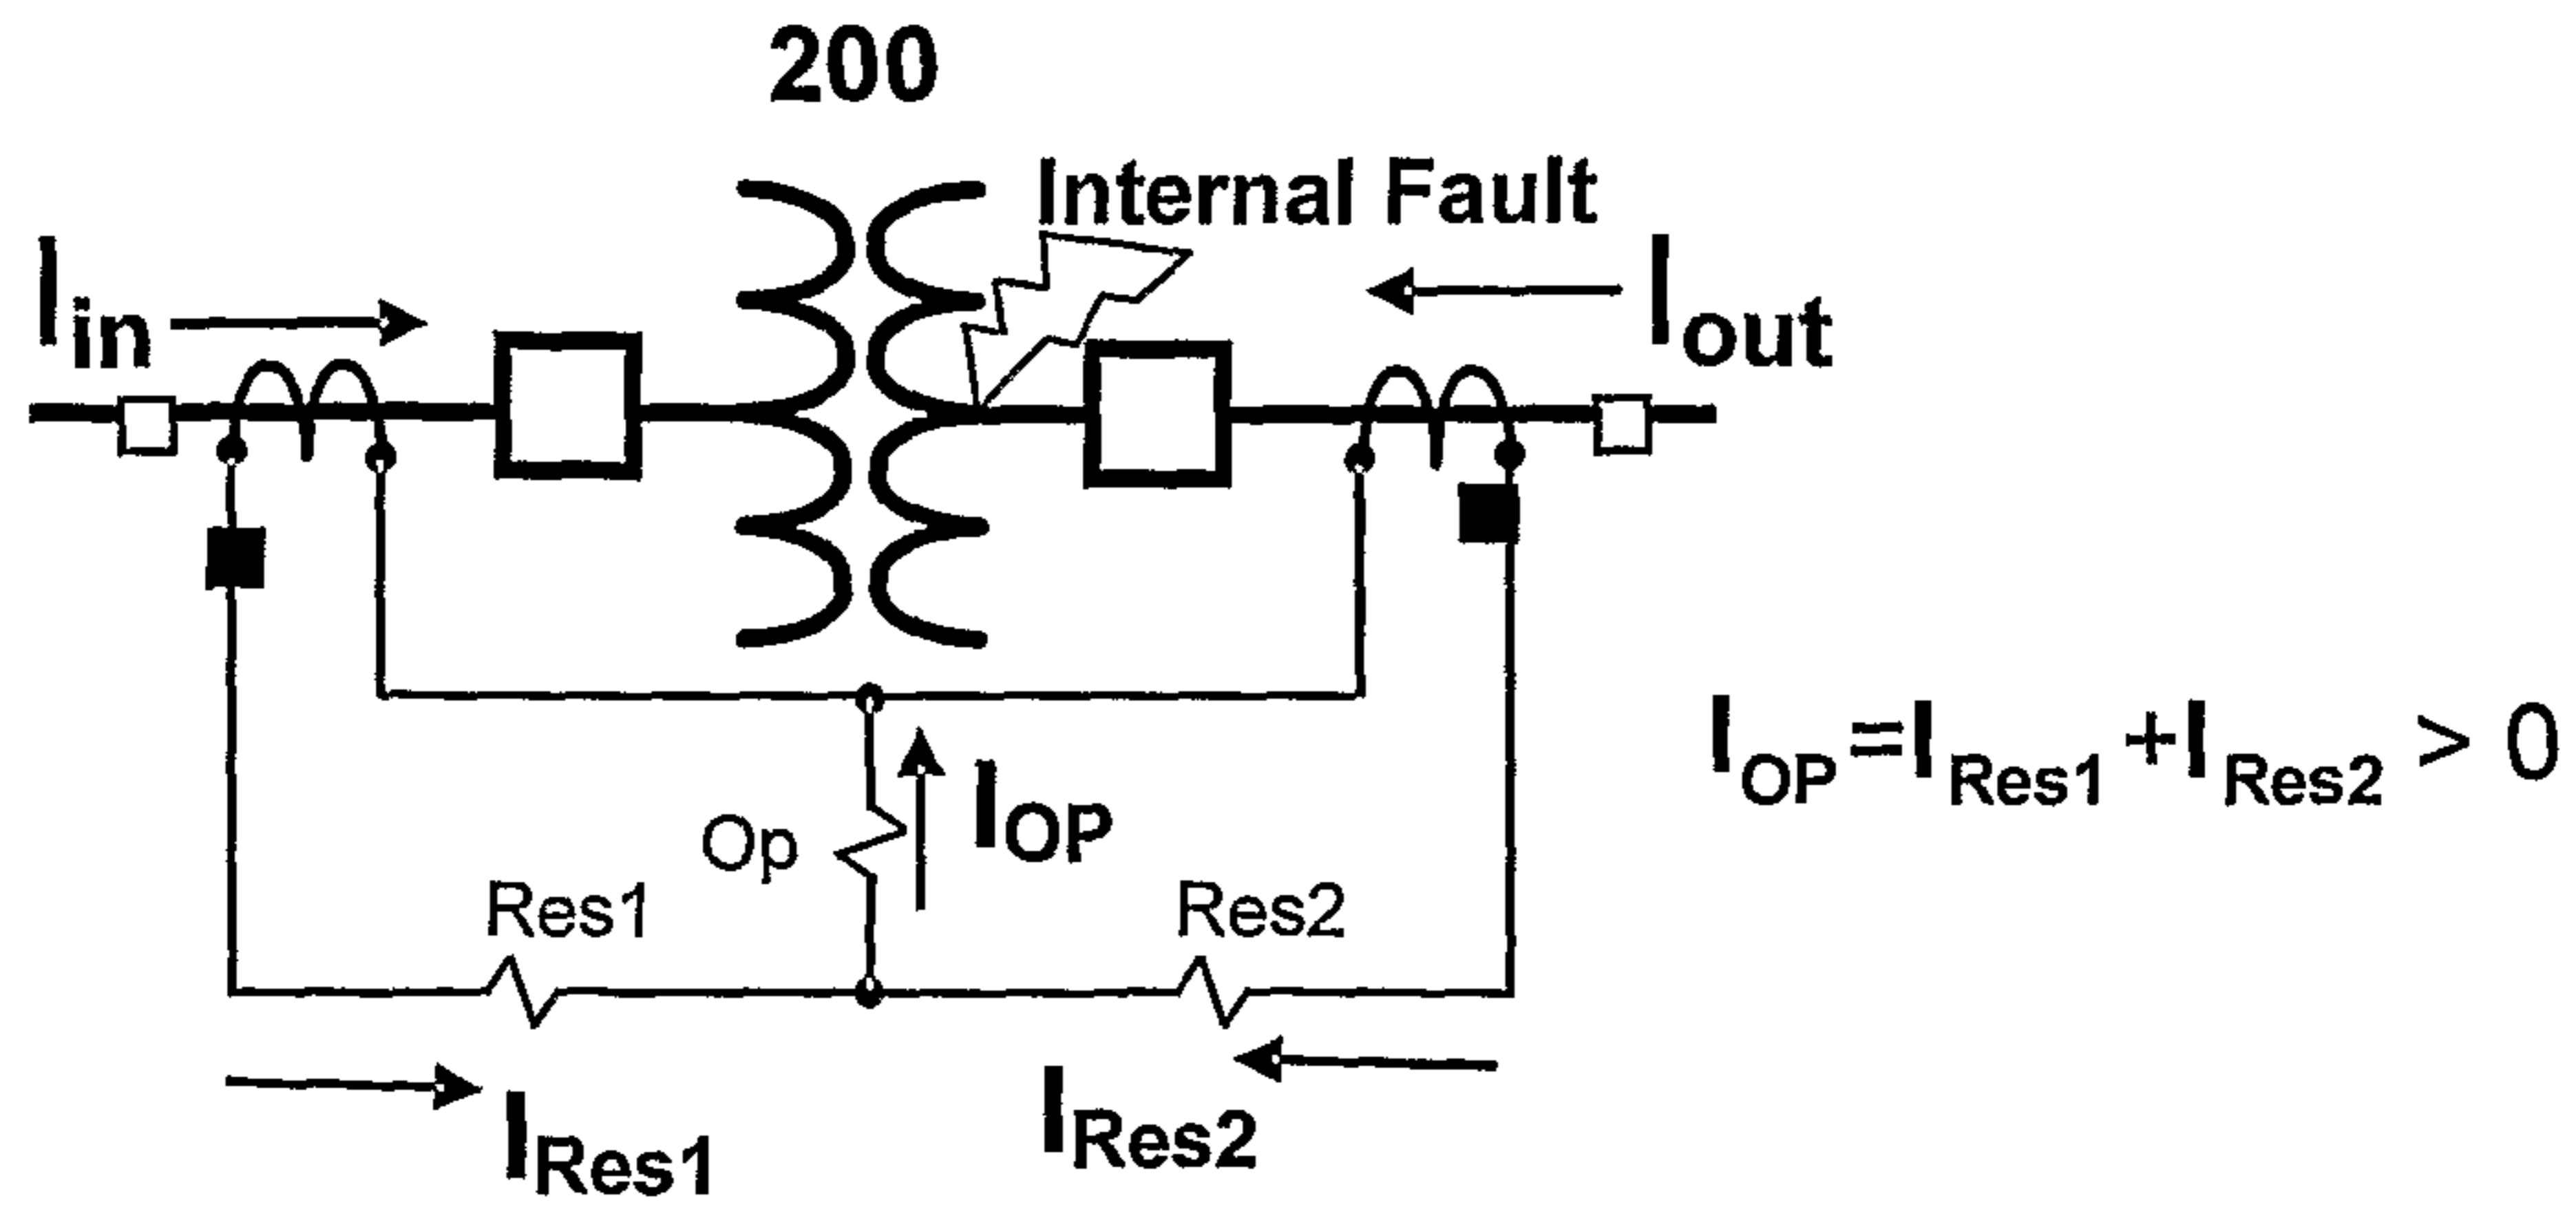 200
Internal Fault
Iin
Iout
IOP=IRes1+IRes2 > 0
Op
IOP
Res1
Res2
IRes1
IRes2